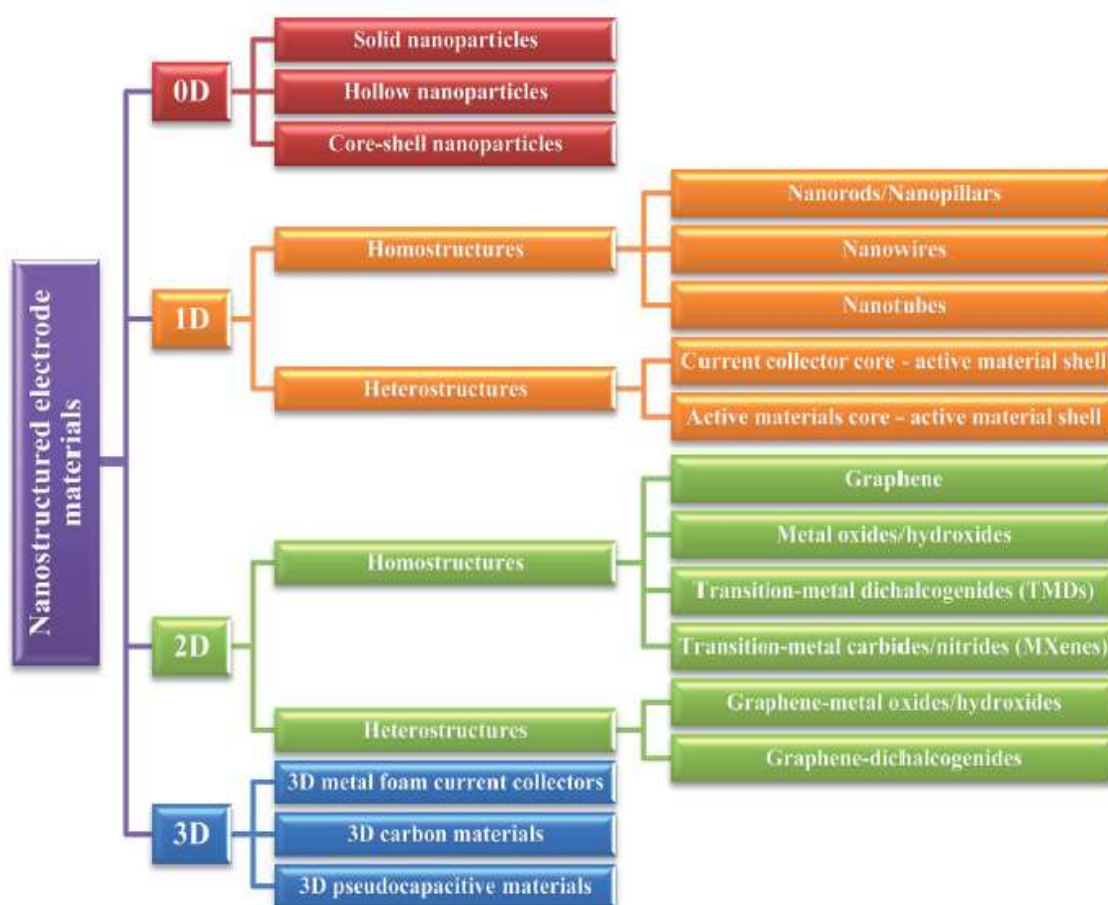 Nanostructured electrode
materials
0D
Solid nanoparticles
Hollow nanoparticles
Core-shell nanoparticles
1D
Homostructures
Nanorods/Nanopillars
Nanowires
Nanotubes
Heterostructures
Current collector core - active material shell
Active materials core - active material shell
2D
Homostructures
Graphene
Metal oxides/hydroxides
Transition-metal dichalcogenides (TMDs)
Transition-metal carbides/nitrides (MXenes)
Heterostructures
Graphene-metal oxides/hydroxides
Graphene-dichalcogenides
3D
3D metal foam current collectors
3D carbon materials
3D pseudocapacitive materials